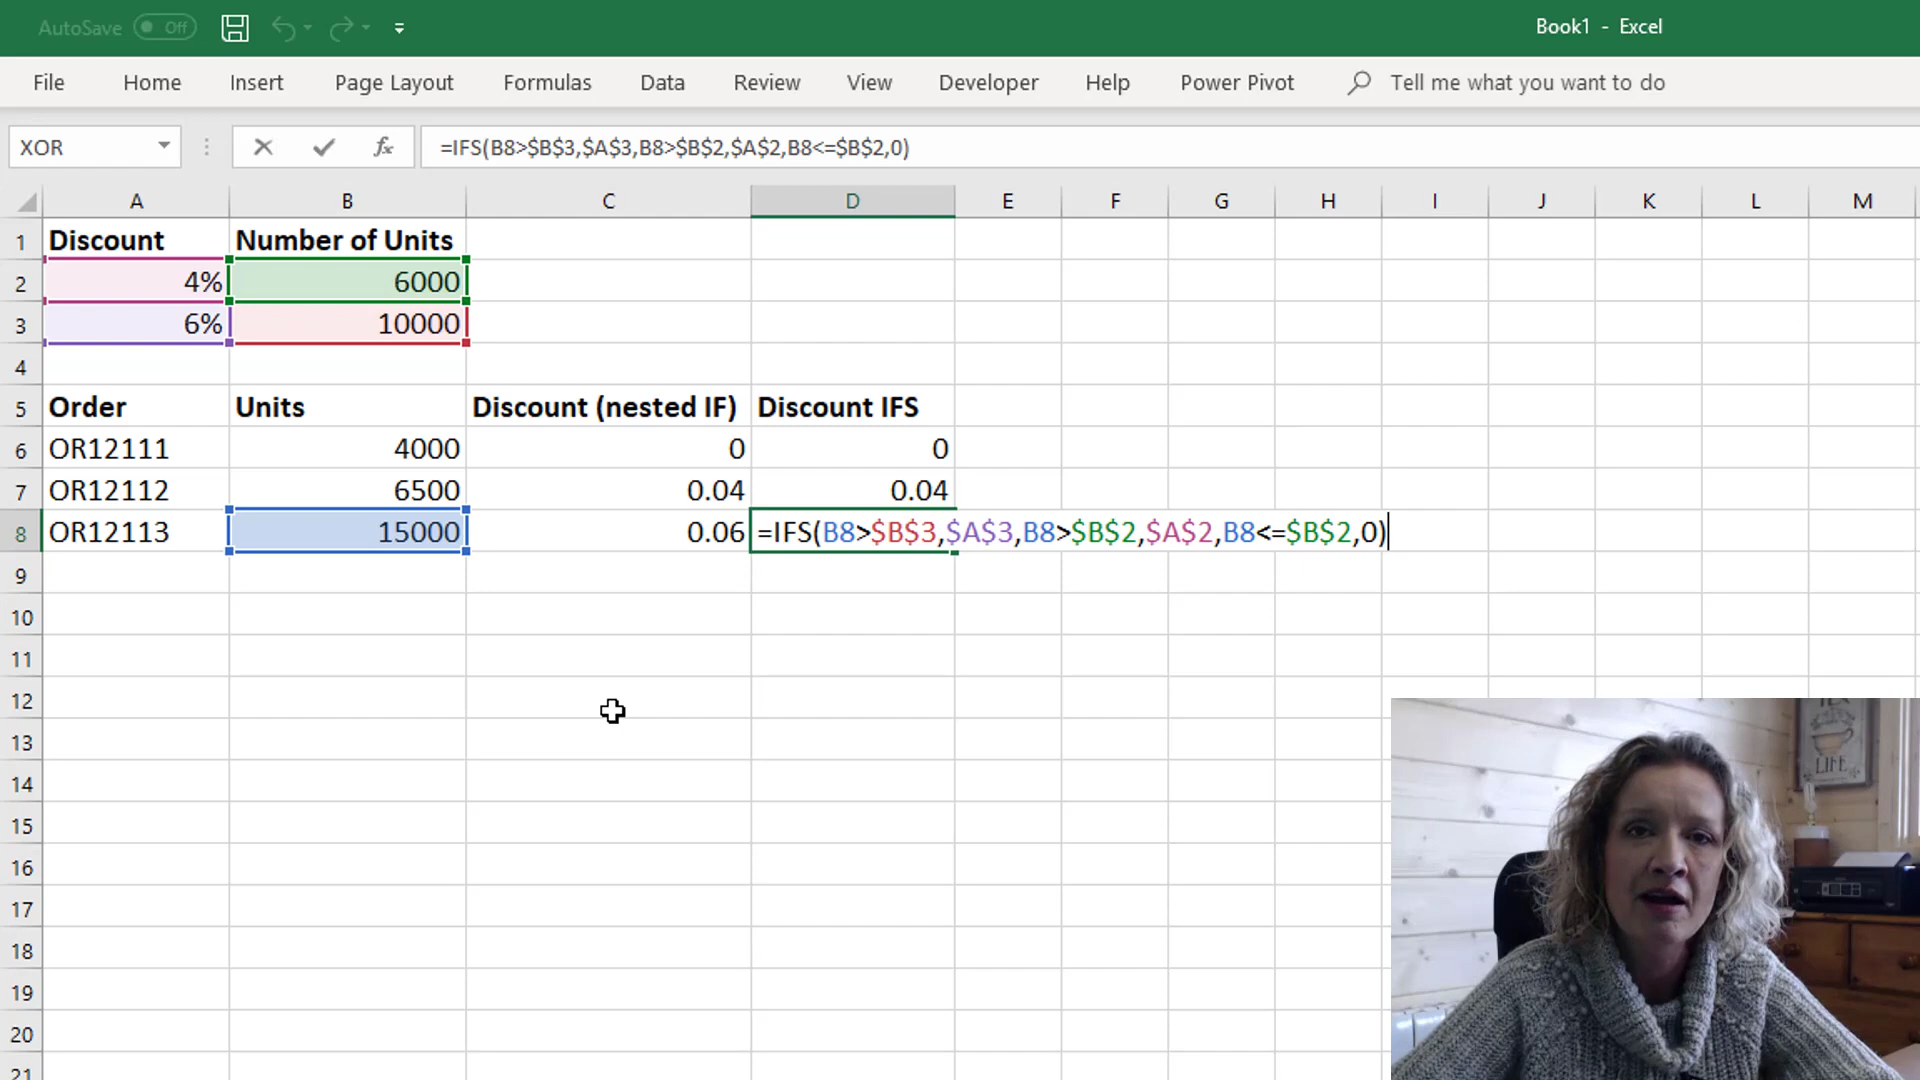 AutoSave Off Book1 - Excel
File Home Insert Page Layout Formulas Data Review View Developer Help Power Pivot Tell me what you want to do
XOR fx =IFS(B8>$B$3,$A$3,B8>$B$2,$A$2,B8<=$B$2,0)
A B C D E F G H I J K L M
1 Discount Number of Units
2 4% 6000
3 6% 10000
4
5 Order Units Discount (nested IF) Discount IFS
6 OR12111 4000 0 0
7 OR12112 6500 0.04 0.04
8 OR12113 15000 0.06 =IFS(B8>$B$3,$A$3,B8>$B$2,$A$2,B8<=$B$2,0)
9
10
11
12
13
14
15
16
17
18
19
20
21
LIFE